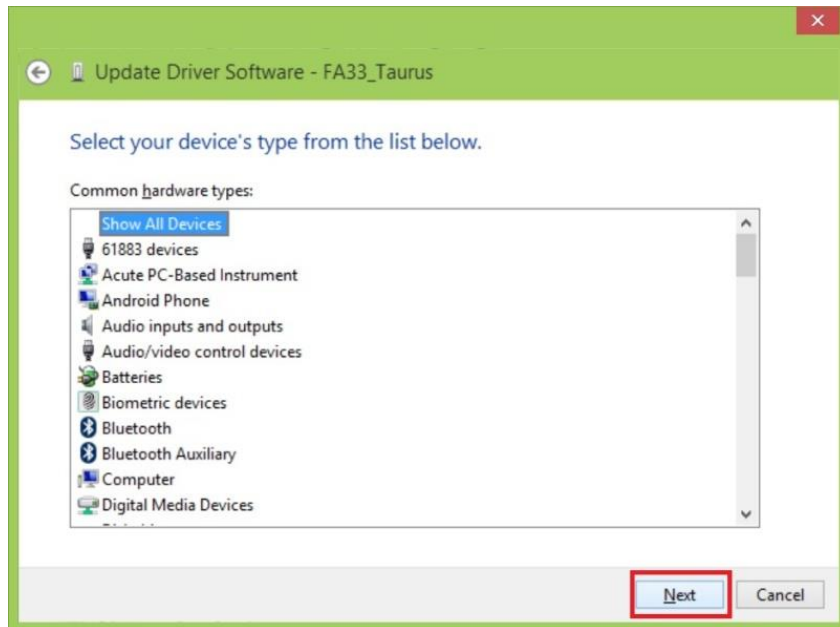 Update Driver Software - FA33_Taurus
Select your device's type from the list below.
Common hardware types:
Show All Devices
61883 devices
Acute PC-Based Instrument
Android Phone
Audio inputs and outputs
Audio/video control devices
Batteries
Biometric devices
Bluetooth
Bluetooth Auxiliary
Computer
Digital Media Devices
Next
Cancel